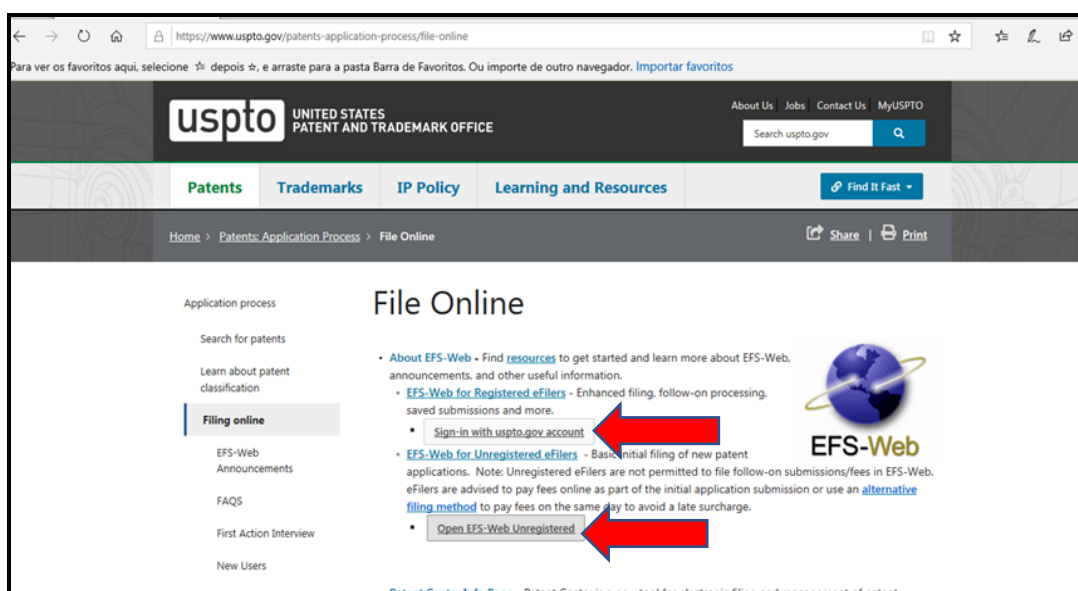 https://www.uspto.gov/patents-application-process/file-online
Para ver os favoritos aqui, selecione depois ☆, e arraste para a pasta Barra de Favoritos. Ou importe de outro navegador. Importar favoritos
uspto UNITED STATES
PATENT AND TRADEMARK OFFICE
About Us | Jobs | Contact Us | MyUSPTO
Search uspto.gov
Patents Trademarks IP Policy Learning and Resources Find It Fast
Home > Patents: Application Process > File Online
Share | Print
Application process
Search for patents
Learn about patent
classification
Filing online
EFS-Web
Announcements
FAQS
First Action Interview
New Users
File Online
• About EFS-Web - Find resources to get started and learn more about EFS-Web,
announcements, and other useful information.
◦ EFS-Web for Registered eFilers - Enhanced filing, follow-on processing,
saved submissions and more.
▪ Sign-in with uspto.gov account
◦ EFS-Web for Unregistered eFilers - Basic initial filing of new patent
applications. Note: Unregistered eFilers are not permitted to file follow-on submissions/fees in EFS-Web.
eFilers are advised to pay fees online as part of the initial application submission or use an alternative
filing method to pay fees on the same day to avoid a late surcharge.
▪ Open EFS-Web Unregistered
EFS-Web